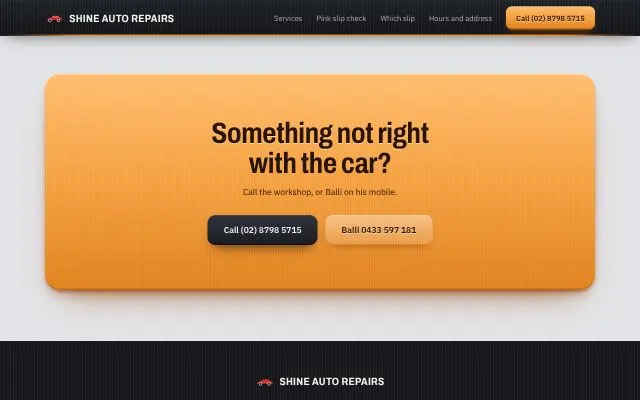 SHINE AUTO REPAIRS
Services
Pink slip check
Which slip
Hours and address
Call (02) 8798 5715
Something not right
with the car?
Call the workshop, or Balli on his mobile.
Call (02) 8798 5715
Balli 0433 597 181
SHINE AUTO REPAIRS